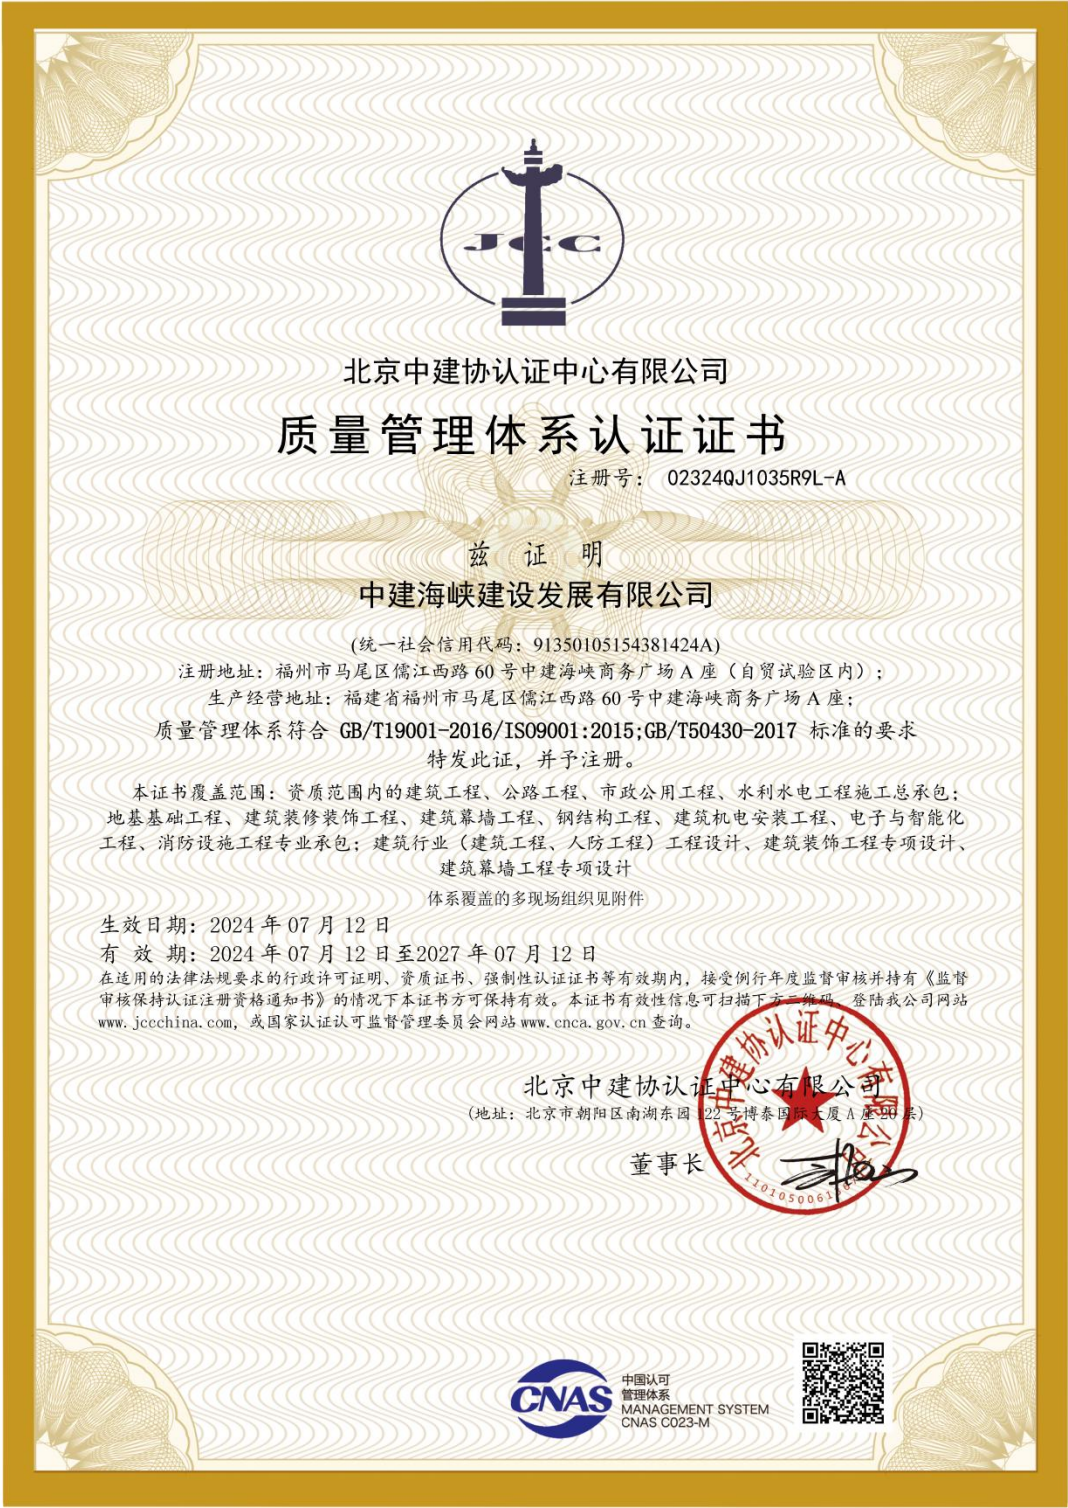 JCC
北京中建协认证中心有限公司
质量管理体系认证证书
注册号： 02324QJ1035R9L-A
兹 证 明
中建海峡建设发展有限公司
(统一社会信用代码：91350105154381424A)
注册地址：福州市马尾区儒江西路 60 号中建海峡商务广场 A 座（自贸试验区内）；
生产经营地址：福建省福州市马尾区儒江西路 60 号中建海峡商务广场 A 座；
质量管理体系符合 GB/T19001-2016/ISO9001:2015;GB/T50430-2017 标准的要求
特发此证，并予注册。
本证书覆盖范围：资质范围内的建筑工程、公路工程、市政公用工程、水利水电工程施工总承包；
地基基础工程、建筑装修装饰工程、建筑幕墙工程、钢结构工程、建筑机电安装工程、电子与智能化
工程、消防设施工程专业承包；建筑行业（建筑工程、人防工程）工程设计、建筑装饰工程专项设计、
建筑幕墙工程专项设计
体系覆盖的多现场组织见附件
生效日期：2024 年 07 月 12 日
有 效 期：2024 年 07 月 12 日至2027 年 07 月 12 日
在适用的法律法规要求的行政许可证明、资质证书、强制性认证证书等有效期内，接受例行年度监督审核并持有《监督
审核保持认证注册资格通知书》的情况下本证书方可保持有效。本证书有效性信息可扫描下方二维码、登陆我公司网站
www.jccchina.com，或国家认证认可监督管理委员会网站 www.cnca.gov.cn 查询。
北京中建协认证中心有限公司
(地址：北京市朝阳区南湖东园 122 号博泰国际大厦 A 座 20 层)
董事长
北京中建协认证中心有限公司
CNAS
中国认可
管理体系
MANAGEMENT SYSTEM
CNAS C023-M